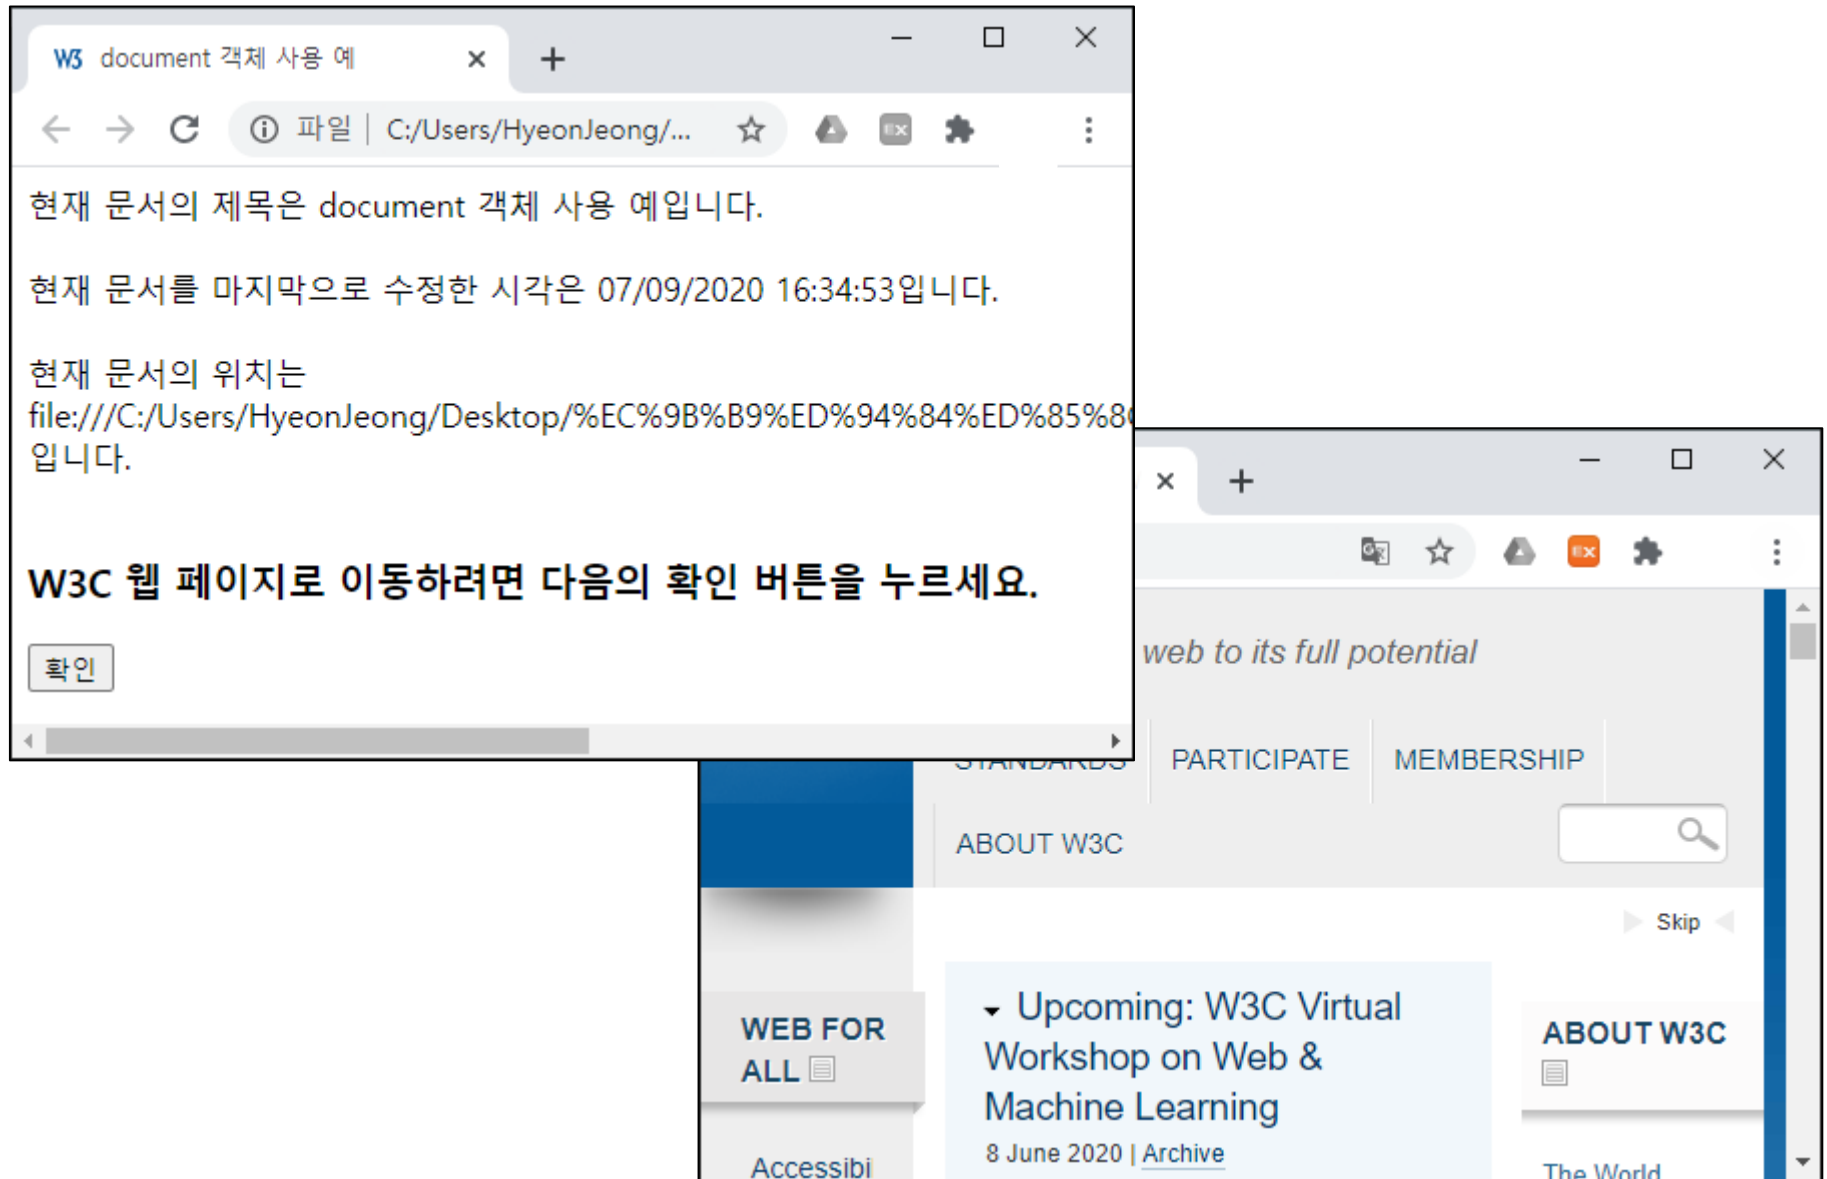 W3 document 객체 사용 예
파일 | C:/Users/HyeonJeong/...
현재 문서의 제목은 document 객체 사용 예입니다.
현재 문서를 마지막으로 수정한 시각은 07/09/2020 16:34:53입니다.
현재 문서의 위치는
file:///C:/Users/HyeonJeong/Desktop/%EC%9B%B9%ED%94%84%ED%85%8
입니다.
W3C 웹 페이지로 이동하려면 다음의 확인 버튼을 누르세요.
확인
web to its full potential
STANDARDS PARTICIPATE MEMBERSHIP
ABOUT W3C
Skip
WEB FOR
ALL
Accessibi
Upcoming: W3C Virtual
Workshop on Web &
Machine Learning
8 June 2020 | Archive
ABOUT W3C
The World